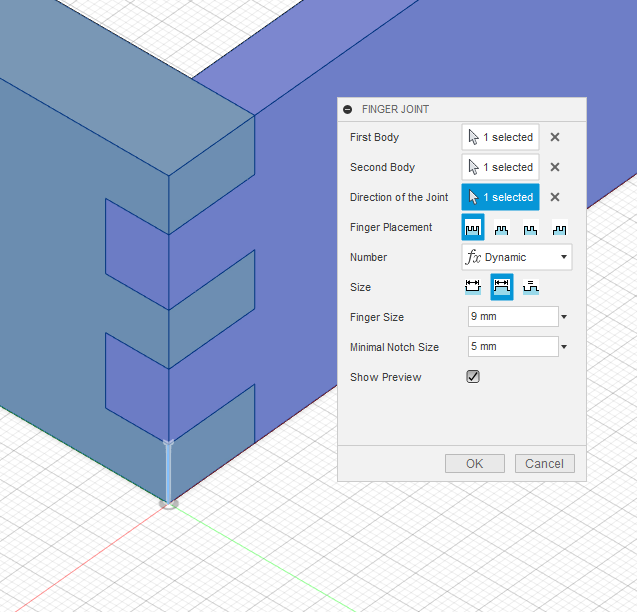 FINGER JOINT
First Body 1 selected
Second Body 1 selected
Direction of the Joint 1 selected
Finger Placement
Number fx Dynamic
Size
Finger Size 9 mm
Minimal Notch Size 5 mm
Show Preview
OK Cancel